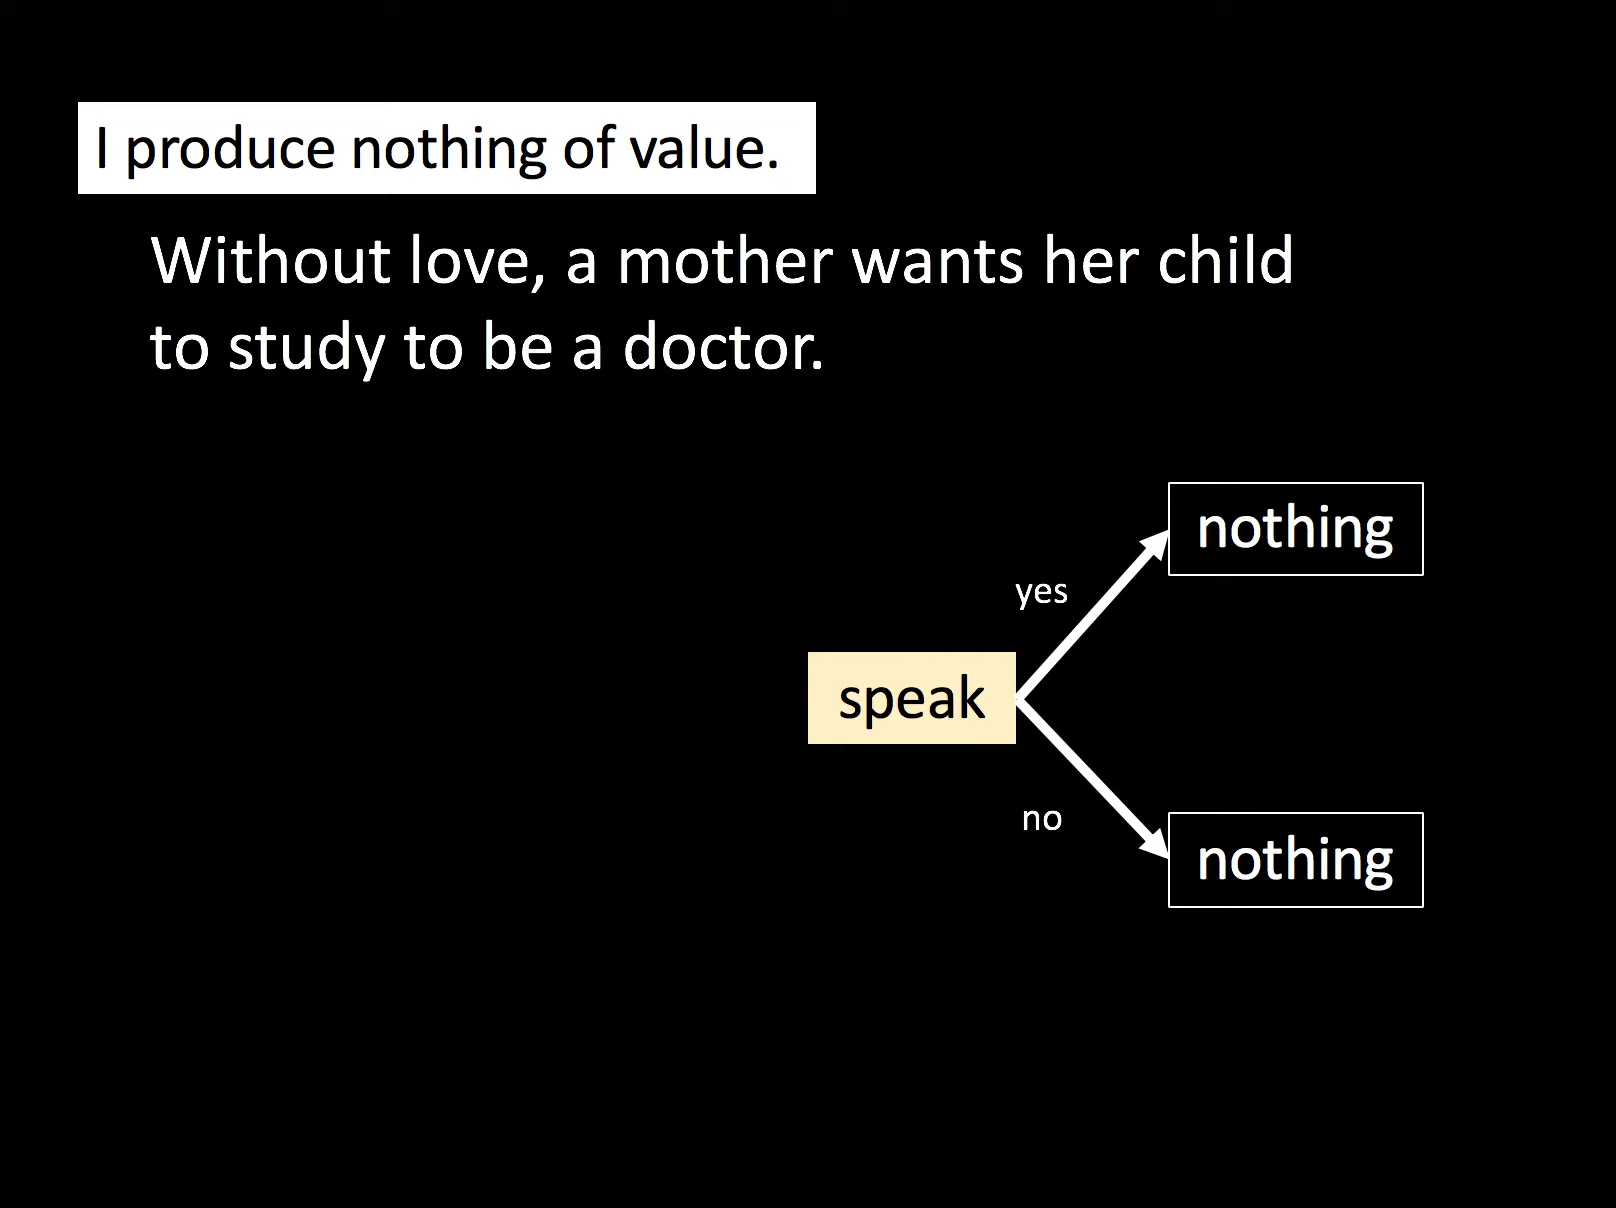 I produce nothing of value.
Without love, a mother wants her child
to study to be a doctor.
nothing
yes
speak
no
nothing